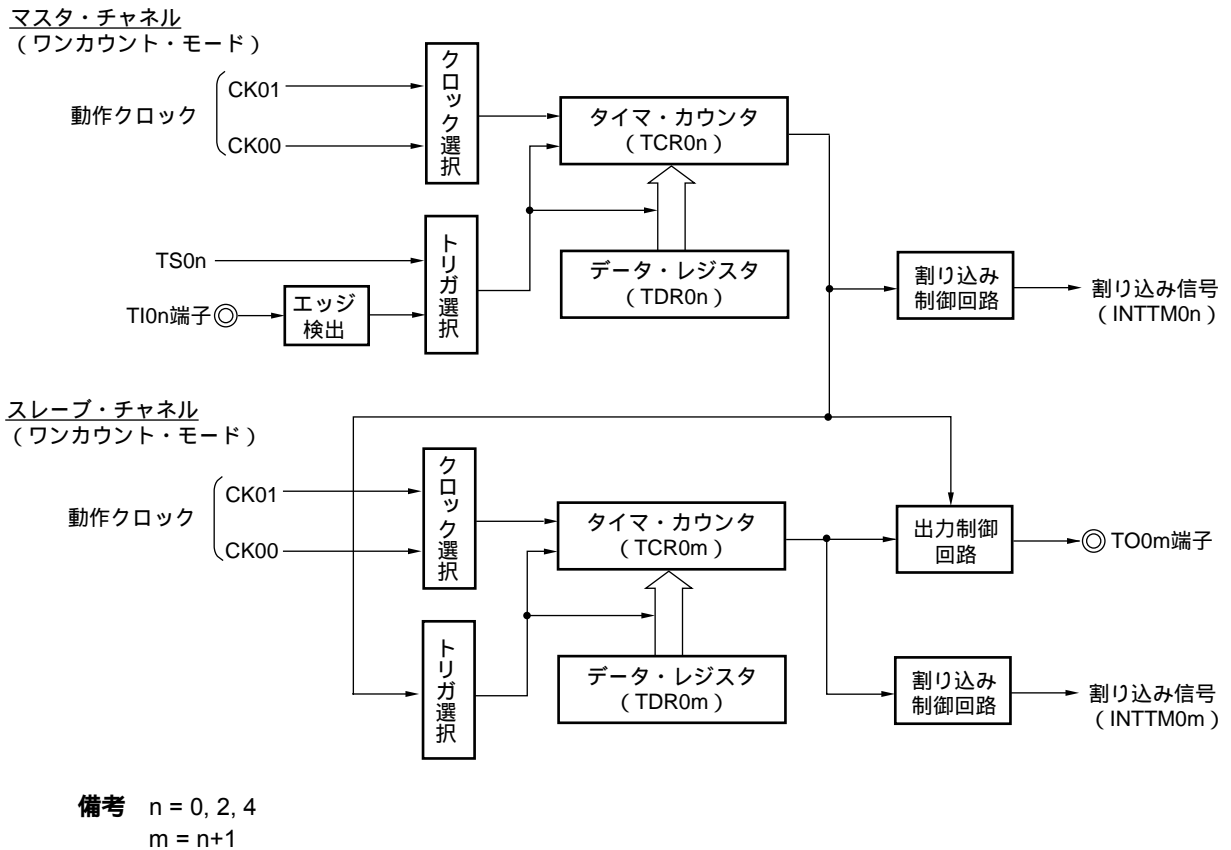 マスタ・チャネル
（ワンカウント・モード）
動作クロック
CK01
CK00
クロック選択
タイマ・カウンタ
（TCR0n）
TS0n
TI0n端子
エッジ
検出
トリガ選択
データ・レジスタ
（TDR0n）
割り込み
制御回路
割り込み信号
（INTTM0n）
スレーブ・チャネル
（ワンカウント・モード）
動作クロック
CK01
CK00
クロック選択
タイマ・カウンタ
（TCR0m）
出力制御
回路
TO0m端子
トリガ選択
データ・レジスタ
（TDR0m）
割り込み
制御回路
割り込み信号
（INTTM0m）
備考 n = 0, 2, 4
m = n+1